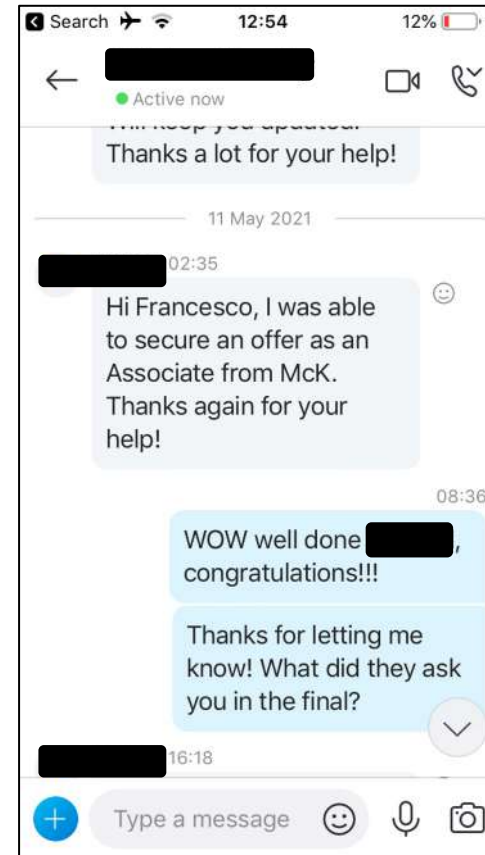 Search 12:54 12%
Active now
Thanks a lot for your help!
11 May 2021
02:35
Hi Francesco, I was able
to secure an offer as an
Associate from McK.
Thanks again for your
help!
08:36
WOW well done ,
congratulations!!!
Thanks for letting me
know! What did they ask
you in the final?
16:18
Type a message